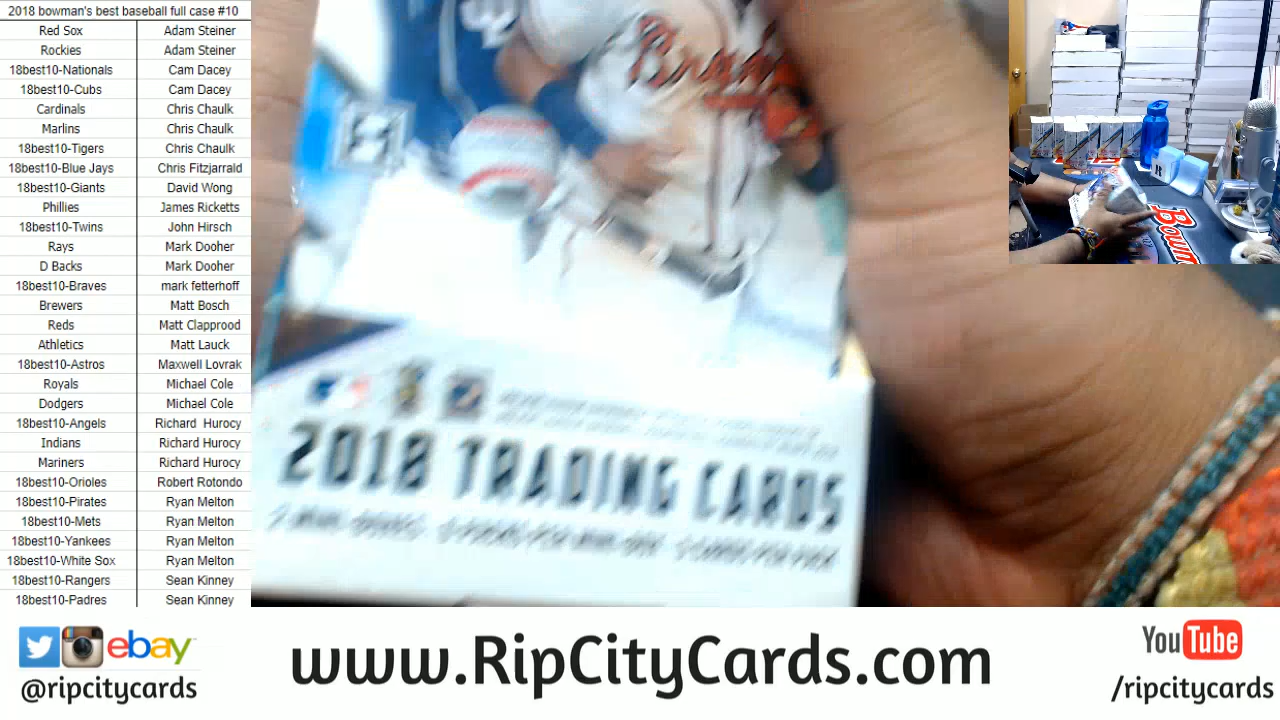 2018 bowman's best baseball full case #10
Red Sox Adam Steiner
Rockies Adam Steiner
18best10-Nationals Cam Dacey
18best10-Cubs Cam Dacey
Cardinals Chris Chaulk
Marlins Chris Chaulk
18best10-Tigers Chris Chaulk
18best10-Blue Jays Chris Fitzjarrald
18best10-Giants David Wong
Phillies James Ricketts
18best10-Twins John Hirsch
Rays Mark Dooher
D Backs Mark Dooher
18best10-Braves mark fetterhoff
Brewers Matt Bosch
Reds Matt Clapprood
Athletics Matt Lauck
18best10-Astros Maxwell Lovrak
Royals Michael Cole
Dodgers Michael Cole
18best10-Angels Richard Hurocy
Indians Richard Hurocy
Mariners Richard Hurocy
18best10-Orioles Robert Rotondo
18best10-Pirates Ryan Melton
18best10-Mets Ryan Melton
18best10-Yankees Ryan Melton
18best10-White Sox Ryan Melton
18best10-Rangers Sean Kinney
18best10-Padres Sean Kinney
2018 TRADING CARDS
ebay
@ripcitycards
www.RipCityCards.com
YouTube
/ripcitycards